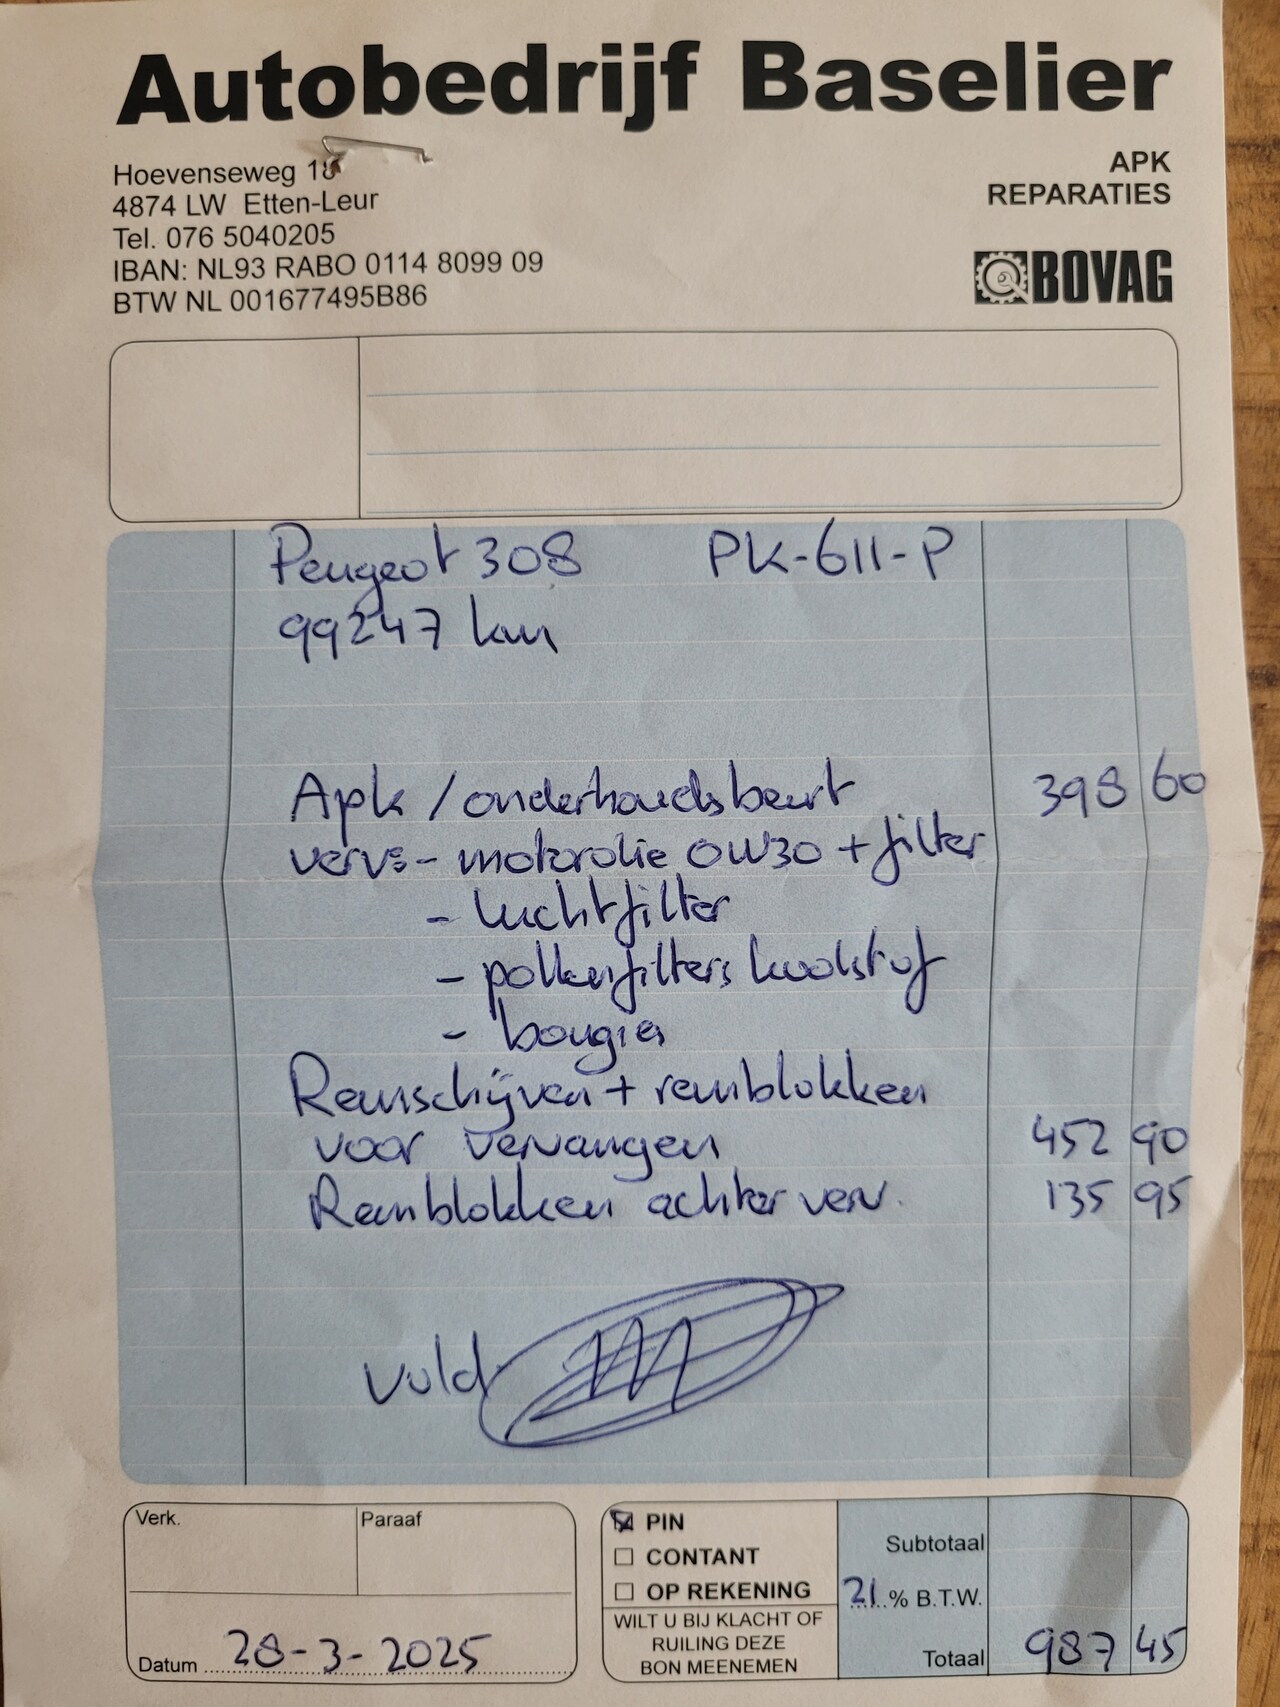 Autobedrijf Baselier
Hoevenseweg 18
4874 LW Etten-Leur
Tel. 076 5040205
IBAN: NL93 RABO 0114 8099 09
BTW NL 001677495B86
APK
REPARATIES
BOVAG
Peugeot 308 PK-611-P
99247 km
Apk / onderhoudsbeurt 398 60
verv: - motorolie 0W30 + filter
- luchtfilter
- pollenfilters koolstof
- bougies
Remschijven + remblokken
voor vervangen 452 90
Remblokken achter verv. 135 95
Vold
Verk. Paraaf
Datum 28-3-2025
PIN
CONTANT
OP REKENING
WILT U BIJ KLACHT OF
RUILING DEZE
BON MEENEMEN
Subtotaal
21 % B.T.W.
Totaal 987 45